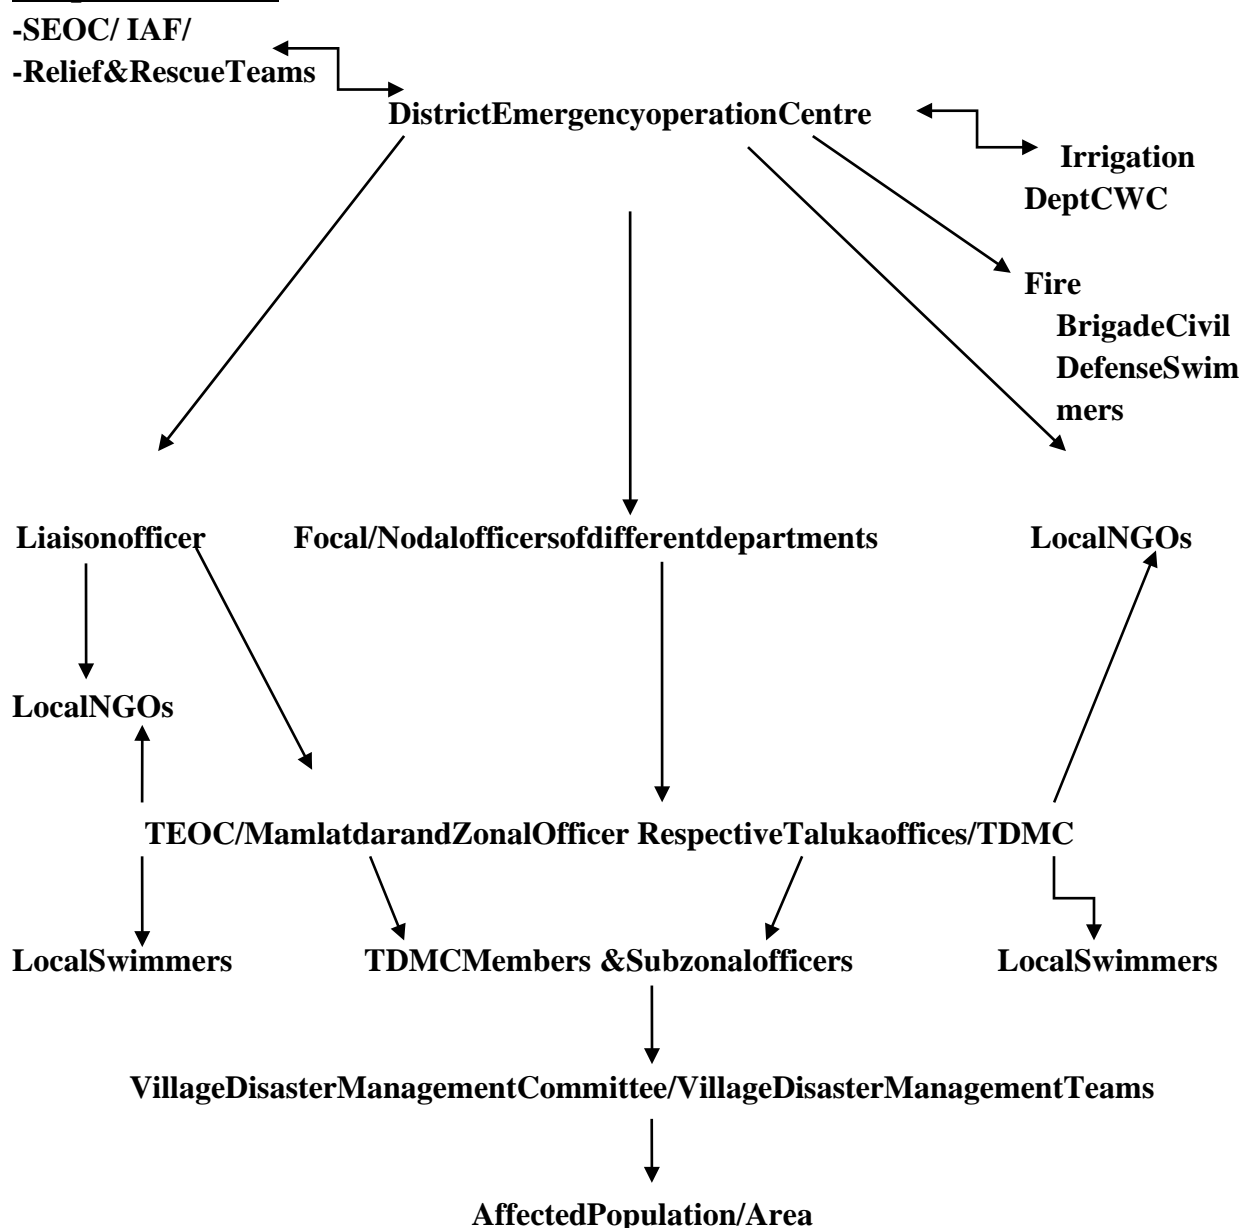 -SEOC/ IAF/
-Relief&RescueTeams
DistrictEmergencyoperationCentre
Irrigation
DeptCWC
Fire
BrigadeCivil
DefenseSwim
mers
Liaisonofficer
Focal/Nodalofficersofdifferentdepartments
LocalNGOs
LocalNGOs
TEOC/MamlatdarandZonalOfficer RespectiveTalukaoffices/TDMC
LocalSwimmers
TDMCMembers &Subzonalofficers
LocalSwimmers
VillageDisasterManagementCommittee/VillageDisasterManagementTeams
AffectedPopulation/Area